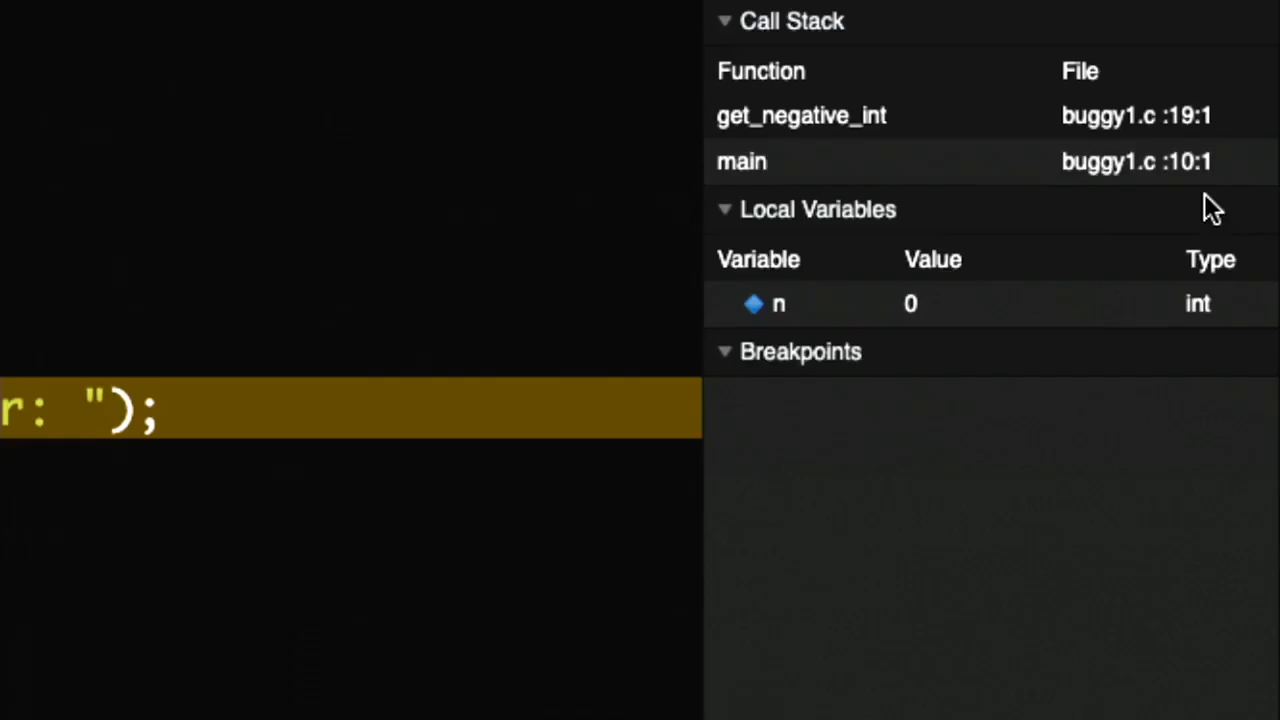 Call Stack
Function File
get_negative_int buggy1.c :19:1
main buggy1.c :10:1
Local Variables
Variable Value Type
n 0 int
Breakpoints
r: ");